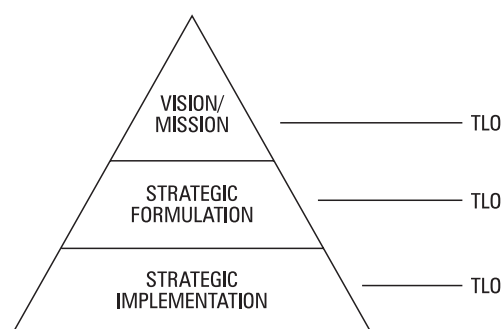 VISION/
MISSION
TLO
STRATEGIC
FORMULATION
TLO
STRATEGIC
IMPLEMENTATION
TLO